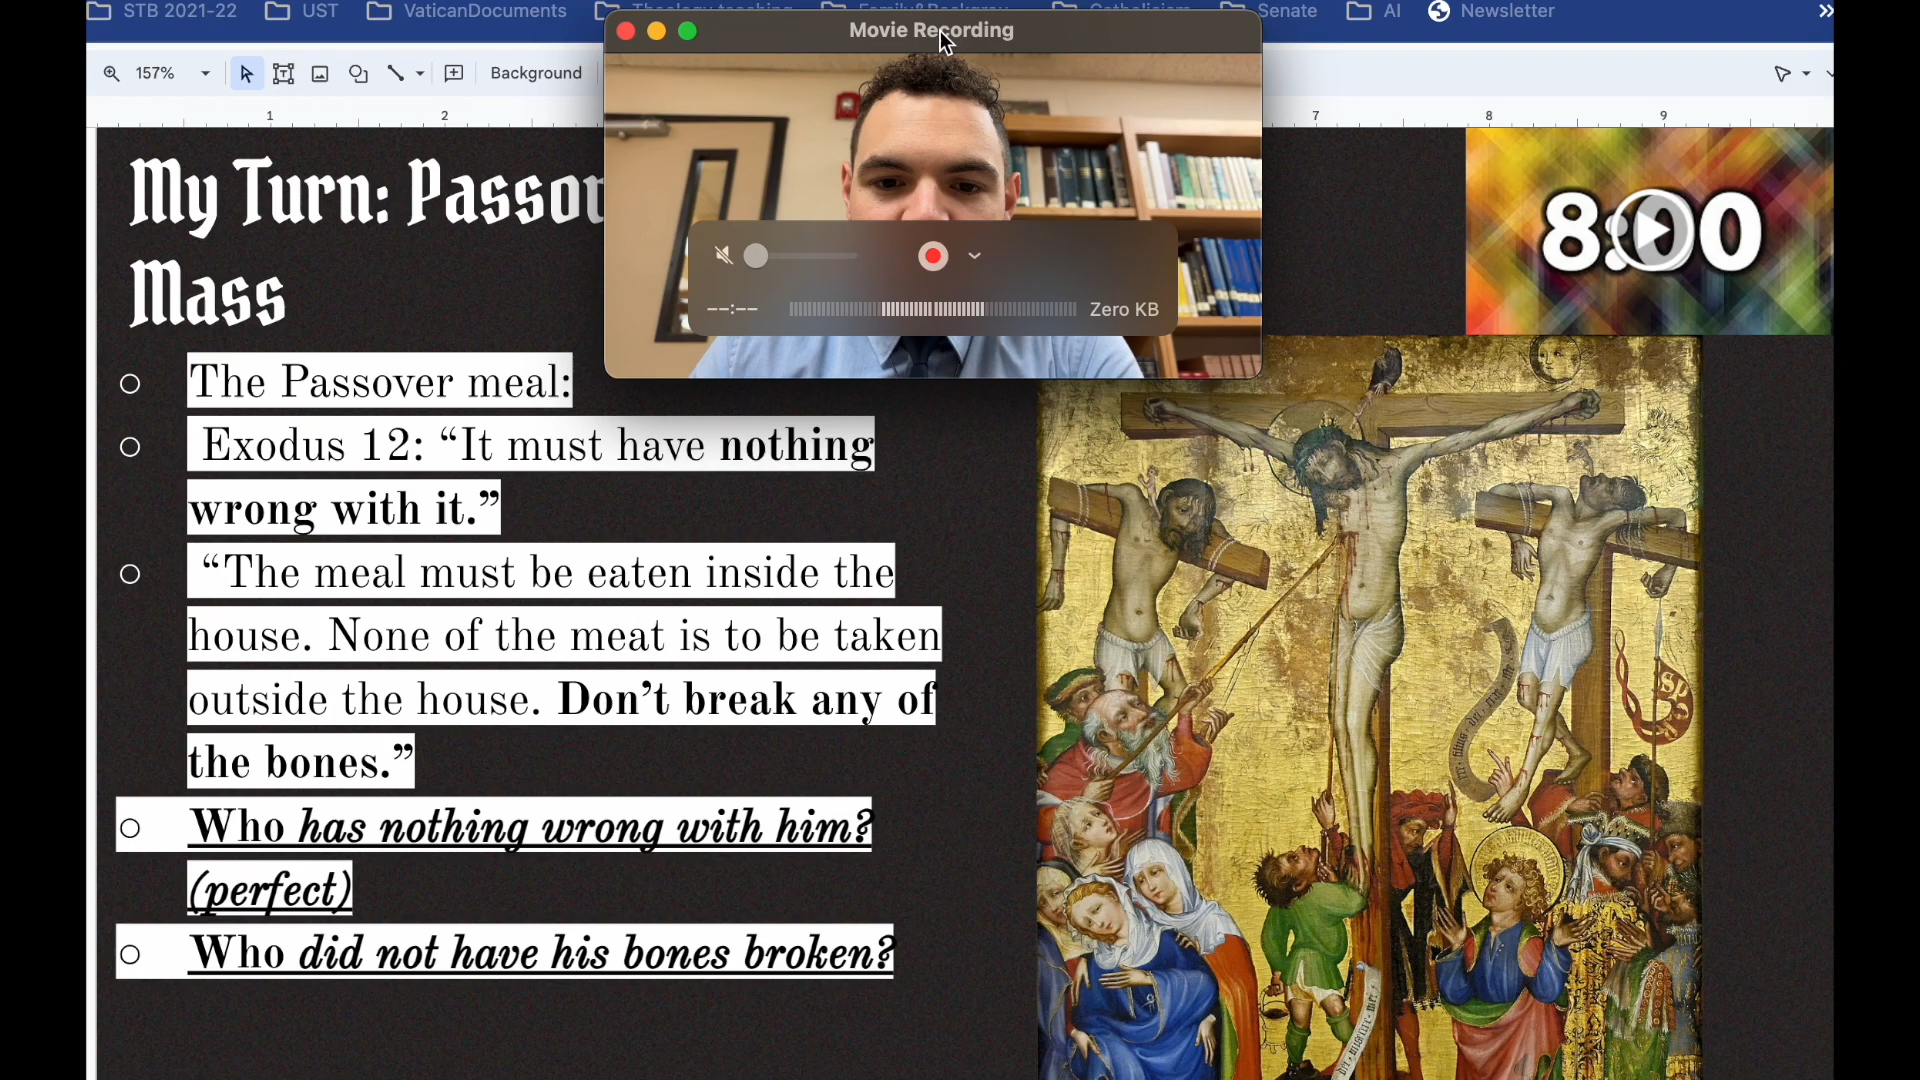 STB 2021-22 UST VaticanDocuments Theology teaching Senate AI Newsletter »
Movie Recording
157% Background
1 2 7 8 9
My Turn: Passov
Mass
8:00
--:-- Zero KB
The Passover meal:
Exodus 12: “It must have nothing
wrong with it.”
“The meal must be eaten inside the
house. None of the meat is to be taken
outside the house. Don’t break any of
the bones.”
Who has nothing wrong with him?
(perfect)
Who did not have his bones broken?